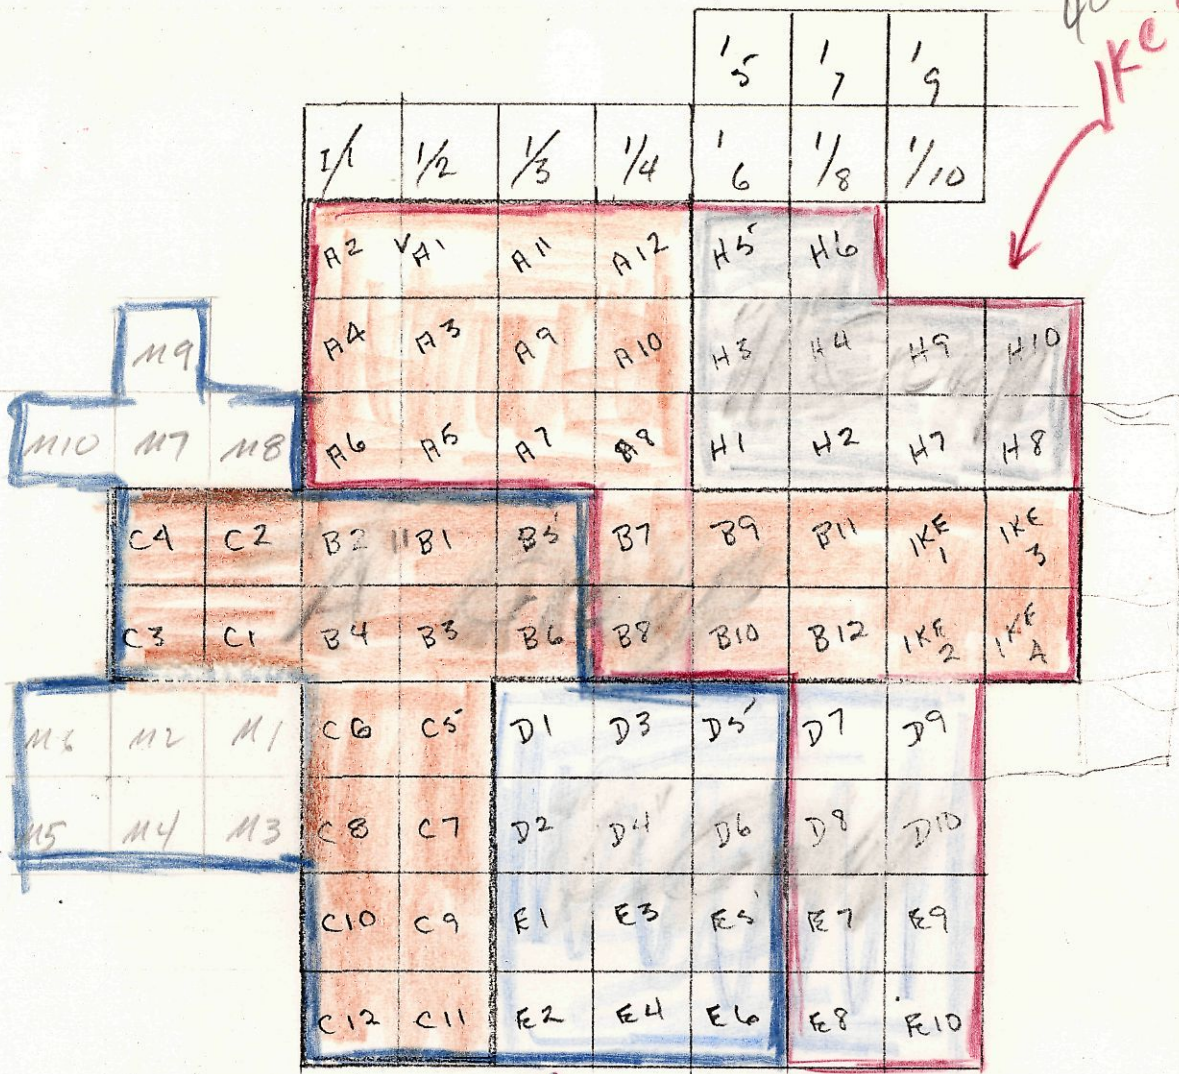 IKE
1/5 1/7 1/9
I/1 1/2 1/3 1/4 1/6 1/8 1/10
A2 A1 A11 A12 H5 H6
M9 A4 A3 A9 A10 H3 H4 H9 H10
M10 M7 M8 A6 A5 A7 A8 H1 H2 H7 H8
C4 C2 B2 B1 B5 B7 B9 B11 IKE 1 IKE 3
C3 C1 B4 B3 B6 B8 B10 B12 IKE 2 IKE 4
M6 M2 M1 C6 C5 D1 D3 D5 D7 D9
M5 M4 M3 C8 C7 D2 D4 D6 D8 D10
C10 C9 E1 E3 E5 E7 E9
C12 C11 E2 E4 E6 E8 E10